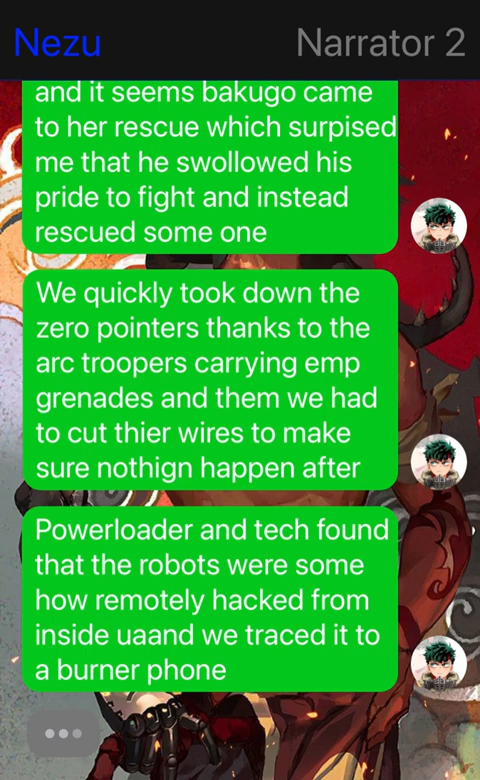 Nezu
Narrator 2
and it seems bakugo came
to her rescue which surpised
me that he swollowed his
pride to fight and instead
rescued some one
We quickly took down the
zero pointers thanks to the
arc troopers carrying emp
grenades and them we had
to cut thier wires to make
sure nothign happen after
Powerloader and tech found
that the robots were some
how remotely hacked from
inside uaand we traced it to
a burner phone